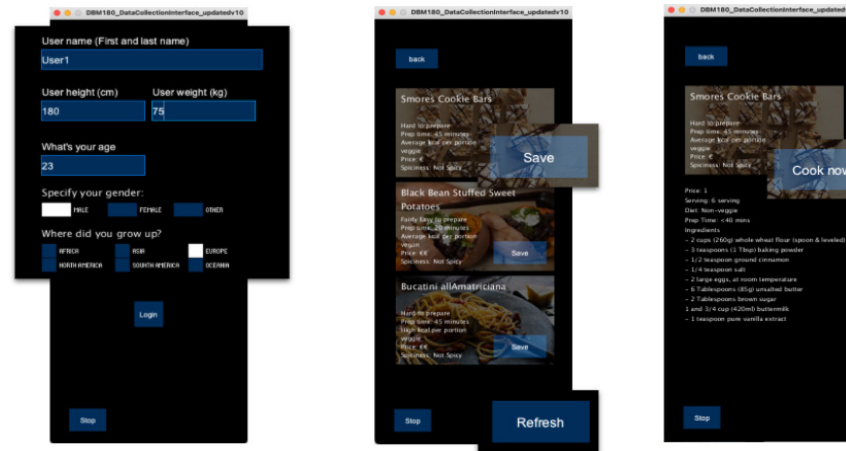 DBM180_DataCollectionInterface_updatedv10
User name (First and last name)
User1
User height (cm) User weight (kg)
180 75
What's your age
23
Specify your gender:
MALE FEMALE OTHER
Where did you grow up?
AFRICA ASIA EUROPE
NORTH AMERICA SOUNTH AMERICA OCEANIA
Login
Stop
DBM180_DataCollectionInterface_updatedv10
back
Smores Cookie Bars
Hard to prepare
Prep time: 45 minutes
Average kcal per portion
veggie
Price: €
Spiciness: Not Spicy
Save
Black Bean Stuffed Sweet
Potatoes
Fairly Easy to prepare
Prep time: 20 minutes
Average kcal per portion
vegan
Price: €€
Spiciness: Not Spicy
Save
Bucatini allAmatriciana
Hard to prepare
Prep time: 45 minutes
High kcal per portion
veggie
Price: €€
Spiciness: Not Spicy
Save
Stop
Refresh
DBM180_DataCollectionInterface_updatedv
back
Smores Cookie Bars
Hard to prepare
Prep time: 45 minutes
Average kcal per portion
veggie
Price: €
Spiciness: Not Spicy
Cook now
Price: 1
Serving: 6 serving
Diet: Non-veggie
Prep Time: <40 mins
Ingredients
- 2 cups (260g) whole wheat flour (spoon & leveled)
- 3 teaspoons (1 Tbsp) baking powder
- 1/2 teaspoon ground cinnamon
- 1/4 teaspoon salt
- 2 large eggs, at room temperature
- 6 Tablespoons (85g) unsalted butter
- 2 Tablespoons brown sugar
1 and 3/4 cup (420ml) buttermilk
- 1 teaspoon pure vanilla extract
Stop